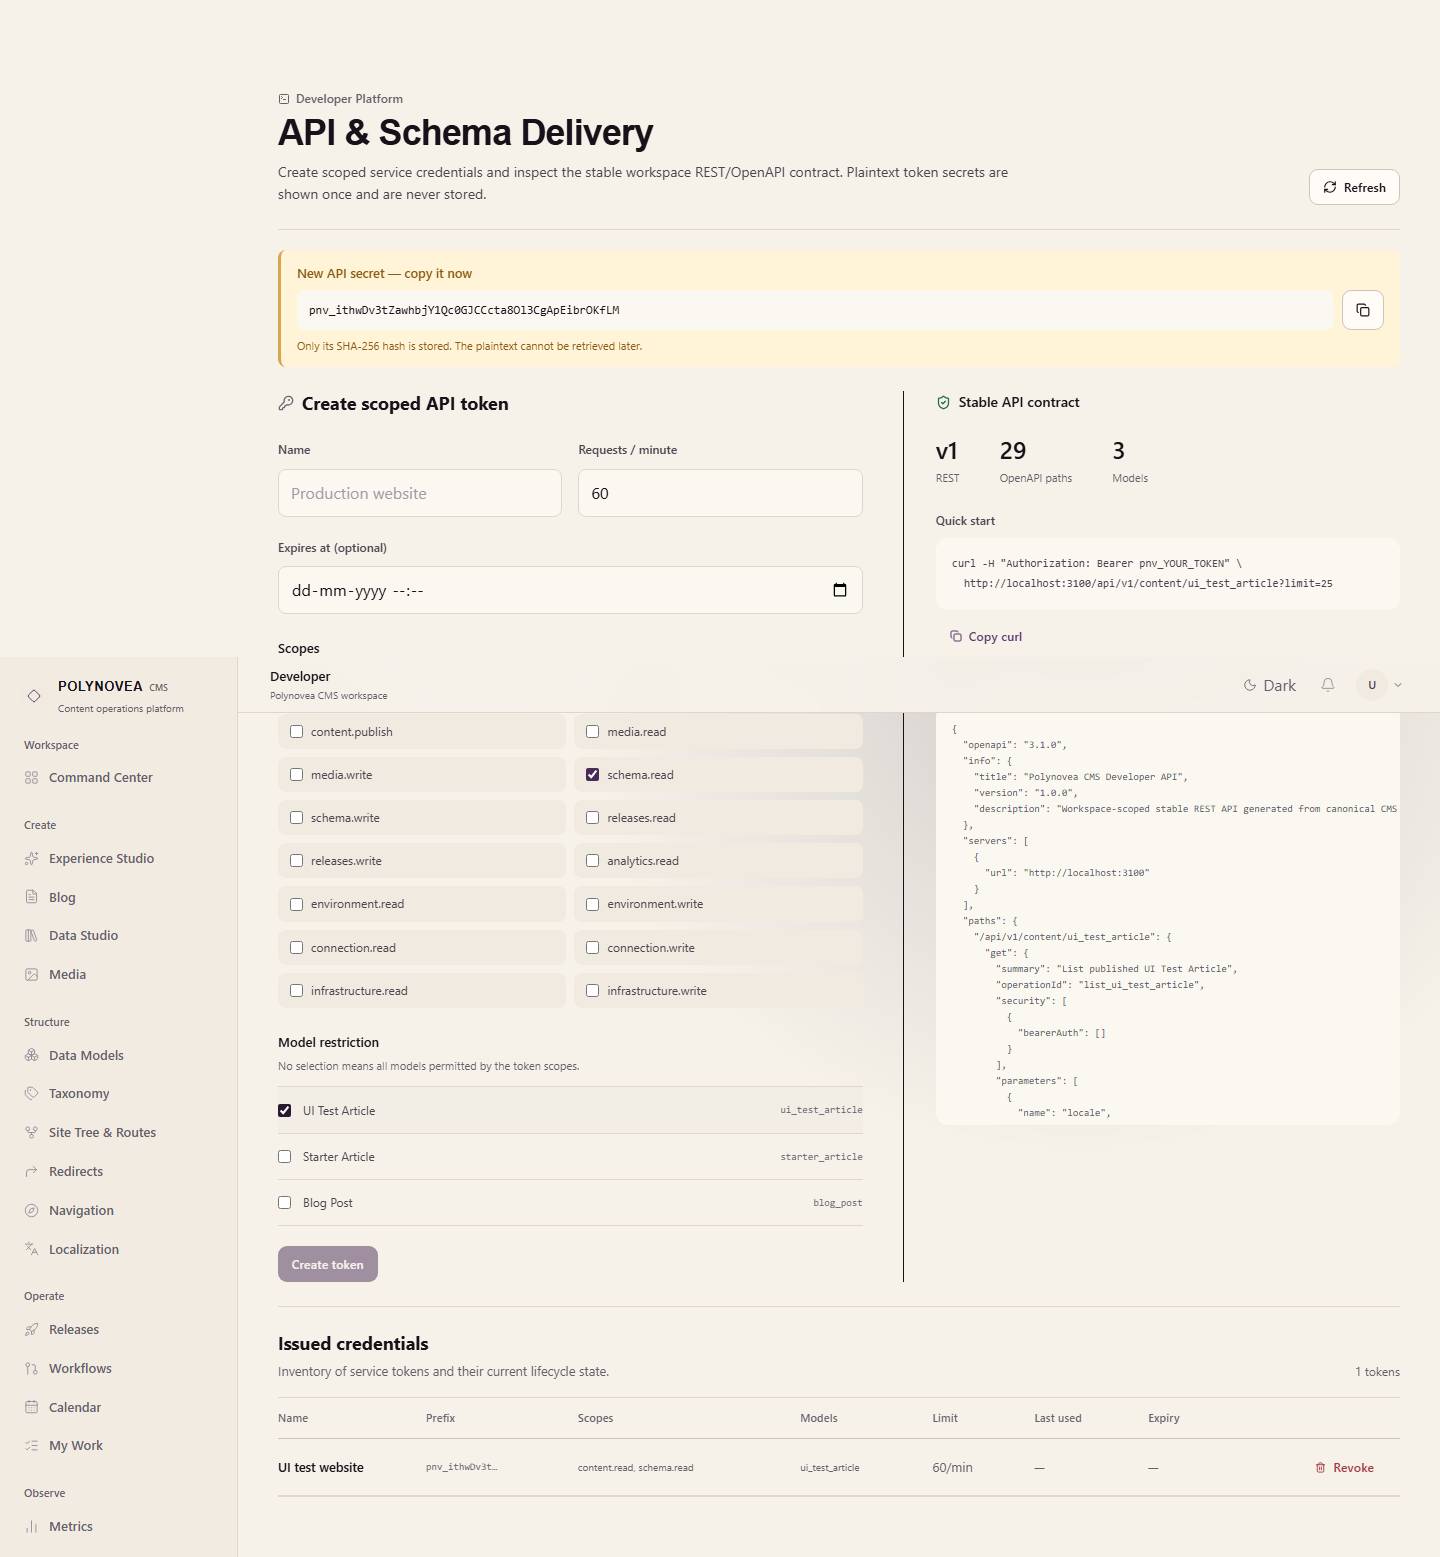 Developer Platform
API & Schema Delivery
Create scoped service credentials and inspect the stable workspace REST/OpenAPI contract. Plaintext token secrets are
shown once and are never stored.
Refresh
New API secret — copy it now
pnv_ithwDv3tZawhbjY1Qc0GJCCcta8Ol3CgApEibrOKfLM
Only its SHA-256 hash is stored. The plaintext cannot be retrieved later.
Create scoped API token
Name
Requests / minute
Production website
60
Expires at (optional)
dd-mm-yyyy --:--
Scopes
Stable API contract
v1
29
3
REST
OpenAPI paths
Models
Quick start
curl -H "Authorization: Bearer pnv_YOUR_TOKEN" \
http://localhost:3100/api/v1/content/ui_test_article?limit=25
Copy curl
POLYNOVEA CMS
Content operations platform
Workspace
Command Center
Create
Experience Studio
Blog
Data Studio
Media
Structure
Data Models
Taxonomy
Site Tree & Routes
Redirects
Navigation
Localization
Operate
Releases
Workflows
Calendar
My Work
Observe
Metrics
Developer
Polynovea CMS workspace
Dark
U
content.publish
media.read
media.write
schema.read
schema.write
releases.read
releases.write
analytics.read
environment.read
environment.write
connection.read
connection.write
infrastructure.read
infrastructure.write
Model restriction
No selection means all models permitted by the token scopes.
UI Test Article
ui_test_article
Starter Article
starter_article
Blog Post
blog_post
Create token
{
"openapi": "3.1.0",
"info": {
"title": "Polynovea CMS Developer API",
"version": "1.0.0",
"description": "Workspace-scoped stable REST API generated from canonical CMS
},
"servers": [
{
"url": "http://localhost:3100"
}
],
"paths": {
"/api/v1/content/ui_test_article": {
"get": {
"summary": "List published UI Test Article",
"operationId": "list_ui_test_article",
"security": [
{
"bearerAuth": []
}
],
"parameters": [
{
"name": "locale",
Issued credentials
Inventory of service tokens and their current lifecycle state.
1 tokens
Name
Prefix
Scopes
Models
Limit
Last used
Expiry
UI test website
pnv_ithwDv3t…
content.read, schema.read
ui_test_article
60/min
—
—
Revoke